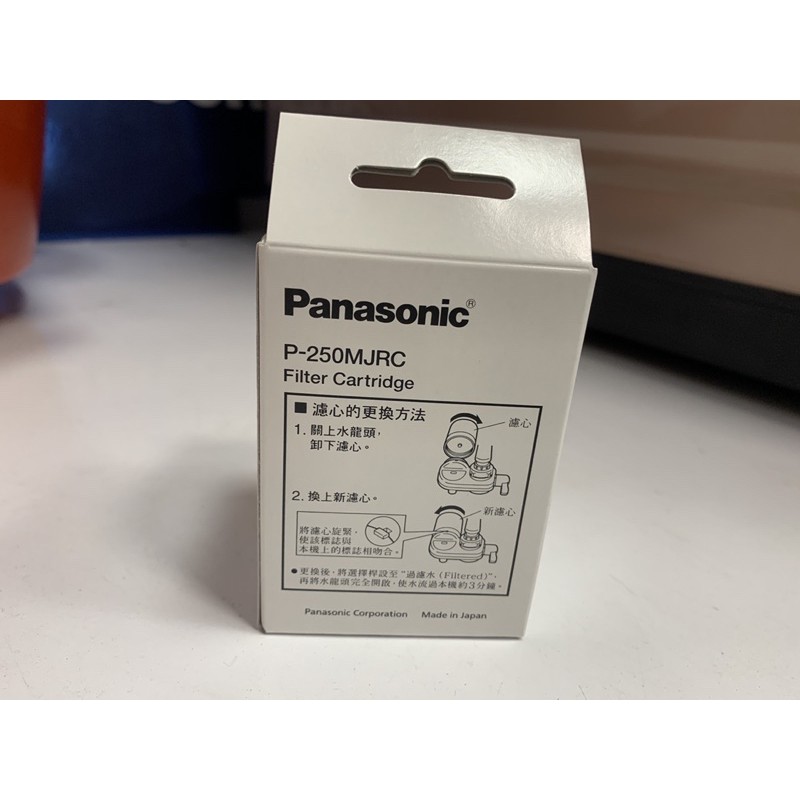 Panasonic®
P-250MJRC
Filter Cartridge
■ 濾心的更換方法
1. 關上水龍頭，
卸下濾心。
濾心
2. 換上新濾心。
新濾心
將濾心旋緊，
使該標誌與
本機上的標誌相吻合。
●更換後，將選擇桿設至“過濾水 (Filtered)”，
再將水龍頭完全開啟，使水流過本機約3分鐘。
Panasonic Corporation Made in Japan